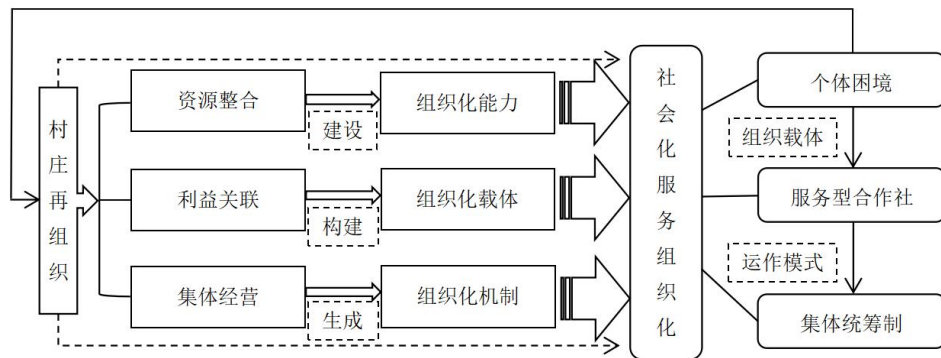 村庄再组织
资源整合
建设
组织化能力
利益关联
构建
组织化载体
集体经营
生成
组织化机制
社会化服务组织化
个体困境
组织载体
服务型合作社
运作模式
集体统筹制